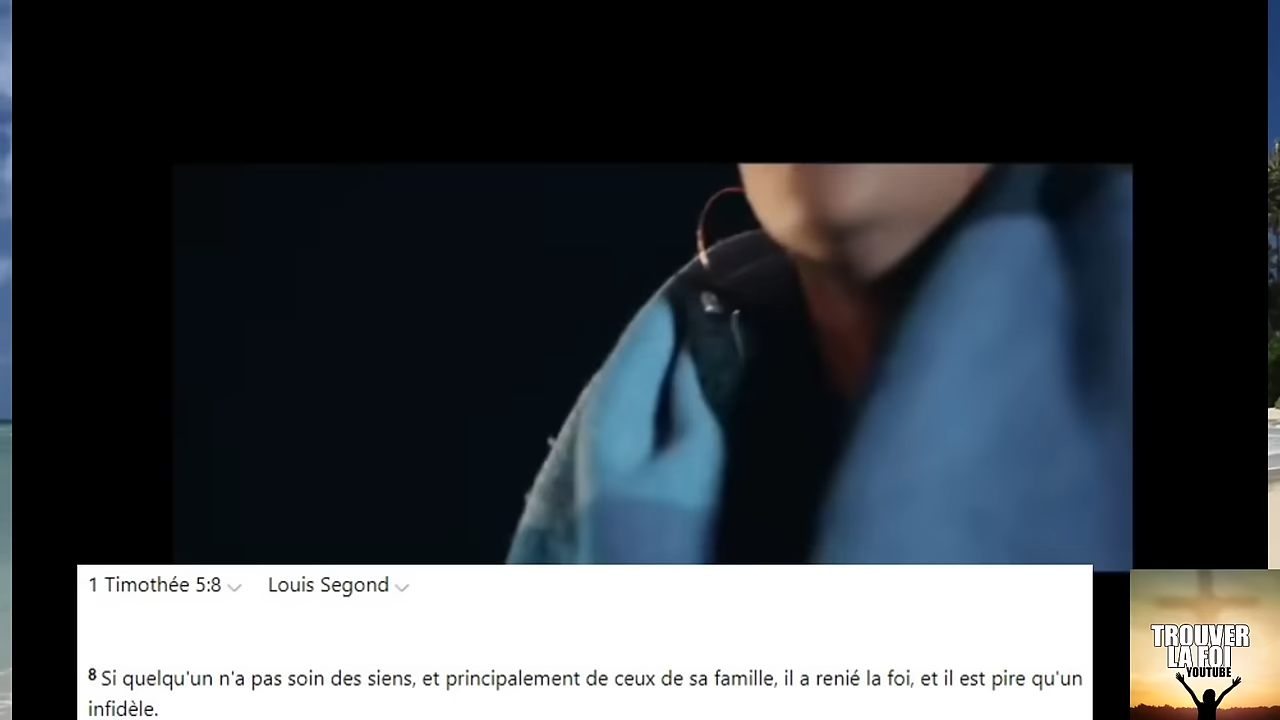 1 Timothée 5:8 Louis Segond
8 Si quelqu'un n'a pas soin des siens, et principalement de ceux de sa famille, il a renié la foi, et il est pire qu'un
infidèle.
TROUVER
LA FOI
YOUTUBE